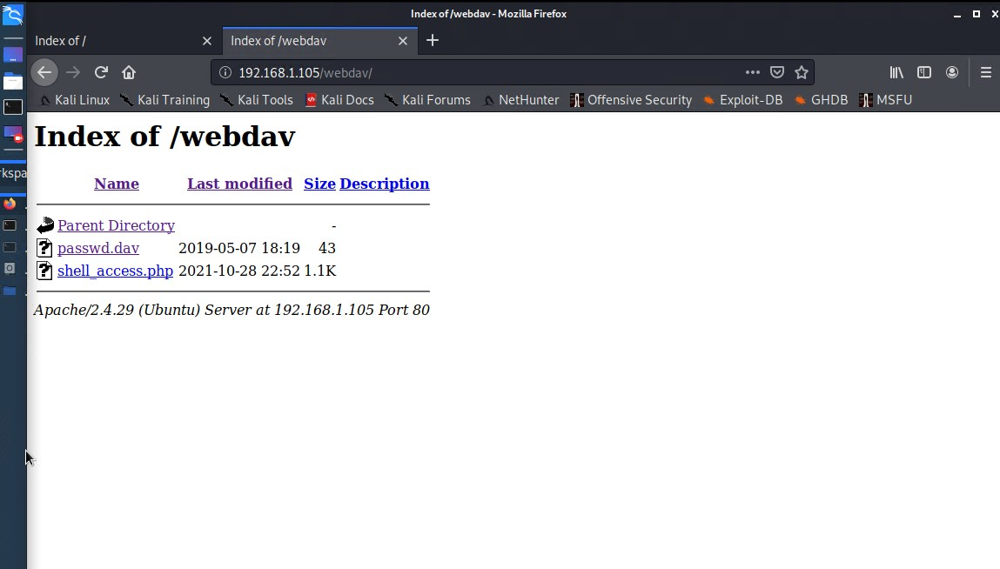 Index of /webdav - Mozilla Firefox
Index of /
Index of /webdav
192.168.1.105/webdav/
Kali Linux Kali Training Kali Tools Kali Docs Kali Forums NetHunter Offensive Security Exploit-DB GHDB MSFU
Index of /webdav
rkspa
Name Last modified Size Description
Parent Directory -
passwd.dav 2019-05-07 18:19 43
shell_access.php 2021-10-28 22:52 1.1K
Apache/2.4.29 (Ubuntu) Server at 192.168.1.105 Port 80